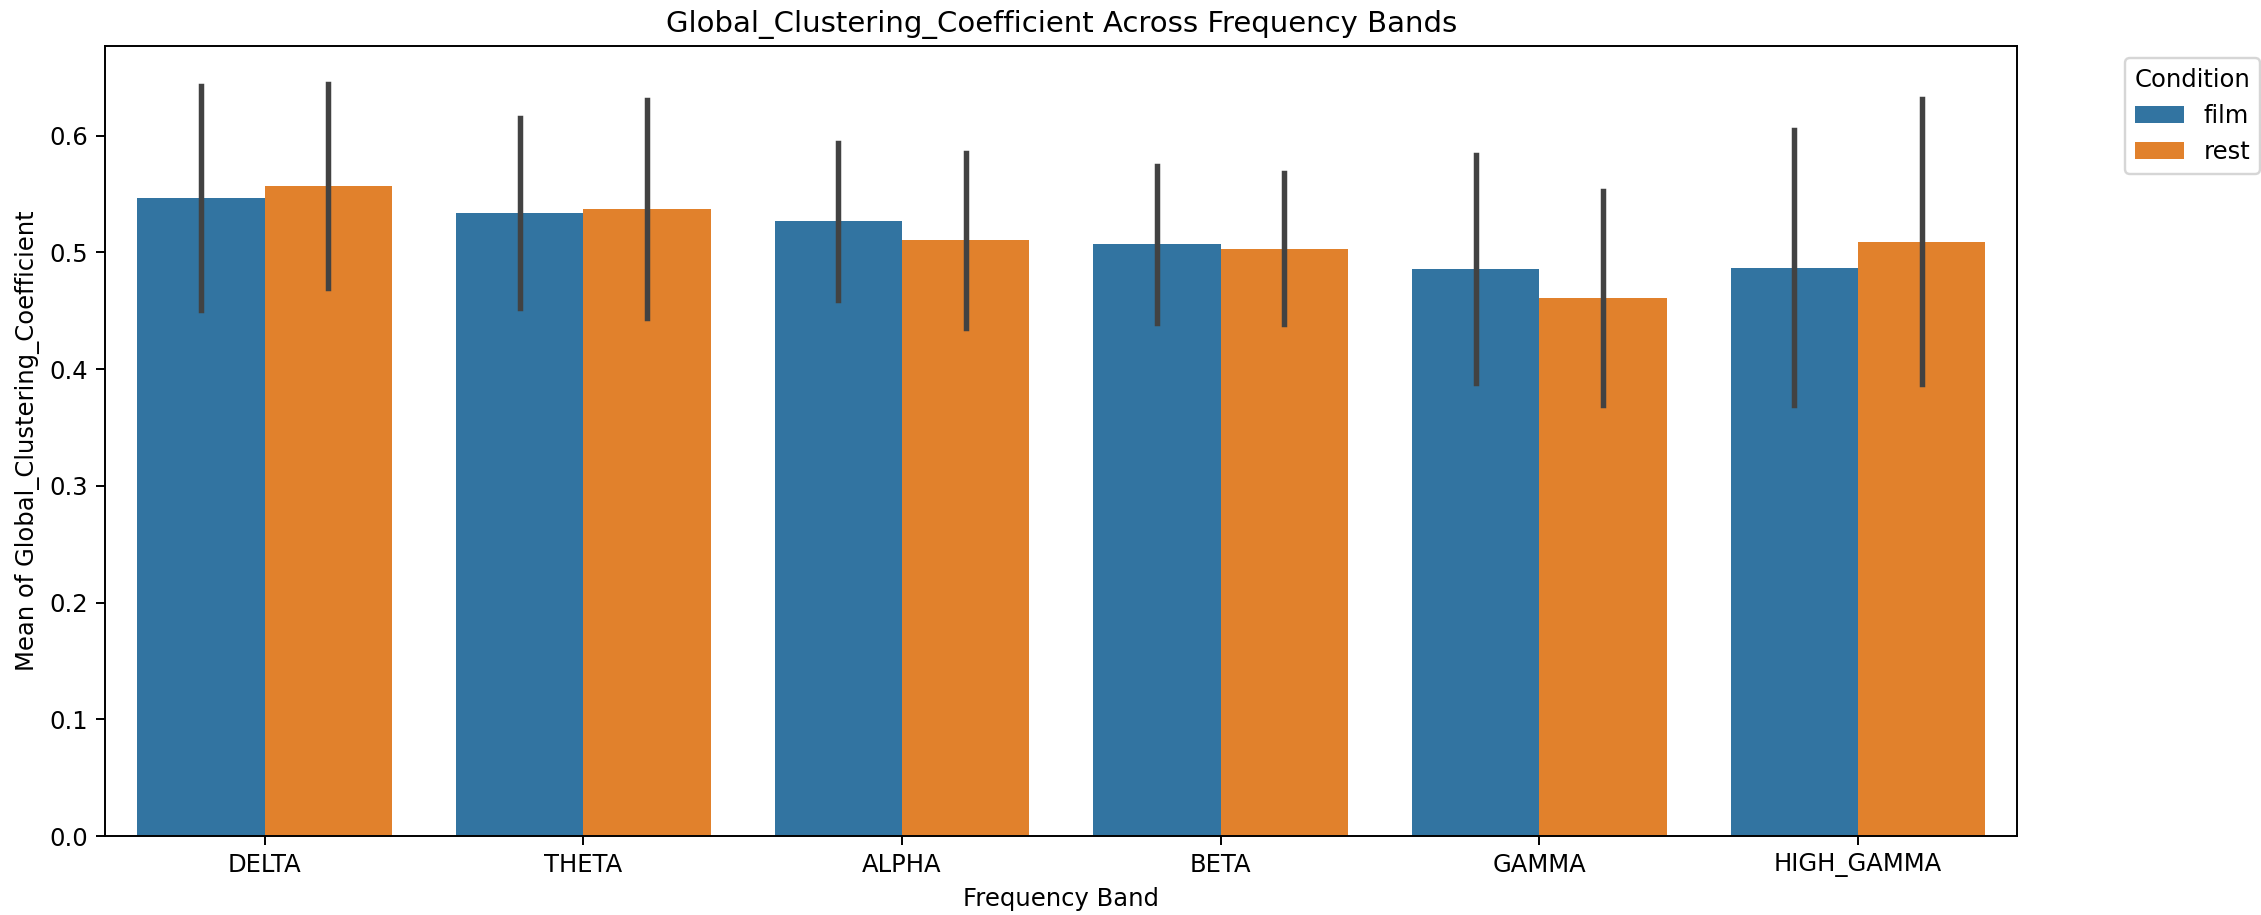 Global_Clustering_Coefficient Across Frequency Bands
Mean of Global_Clustering_Coefficient
0.6
0.5
0.4
0.3
0.2
0.1
0.0
DELTA THETA ALPHA BETA GAMMA HIGH_GAMMA
Frequency Band
Condition
film
rest